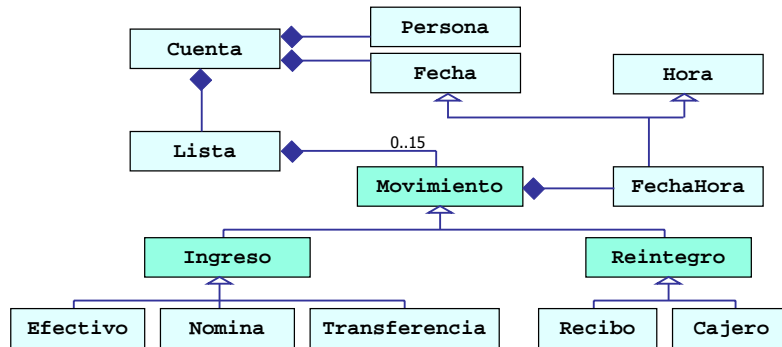 Persona
Cuenta
Fecha
Hora
Lista
0..15
Movimiento
FechaHora
Ingreso
Reintegro
Efectivo
Nomina
Transferencia
Recibo
Cajero